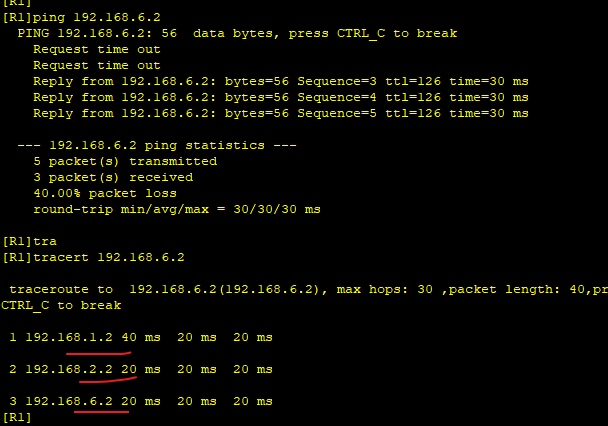 [R1]
[R1]ping 192.168.6.2
PING 192.168.6.2: 56  data bytes, press CTRL_C to break
Request time out
Request time out
Reply from 192.168.6.2: bytes=56 Sequence=3 ttl=126 time=30 ms
Reply from 192.168.6.2: bytes=56 Sequence=4 ttl=126 time=30 ms
Reply from 192.168.6.2: bytes=56 Sequence=5 ttl=126 time=30 ms
--- 192.168.6.2 ping statistics ---
5 packet(s) transmitted
3 packet(s) received
40.00% packet loss
round-trip min/avg/max = 30/30/30 ms
[R1]tra
[R1]tracert 192.168.6.2
traceroute to  192.168.6.2(192.168.6.2), max hops: 30 ,packet length: 40,pr
CTRL_C to break
1 192.168.1.2 40 ms  20 ms  20 ms
2 192.168.2.2 20 ms  20 ms  20 ms
3 192.168.6.2 20 ms  20 ms  20 ms
[R1]